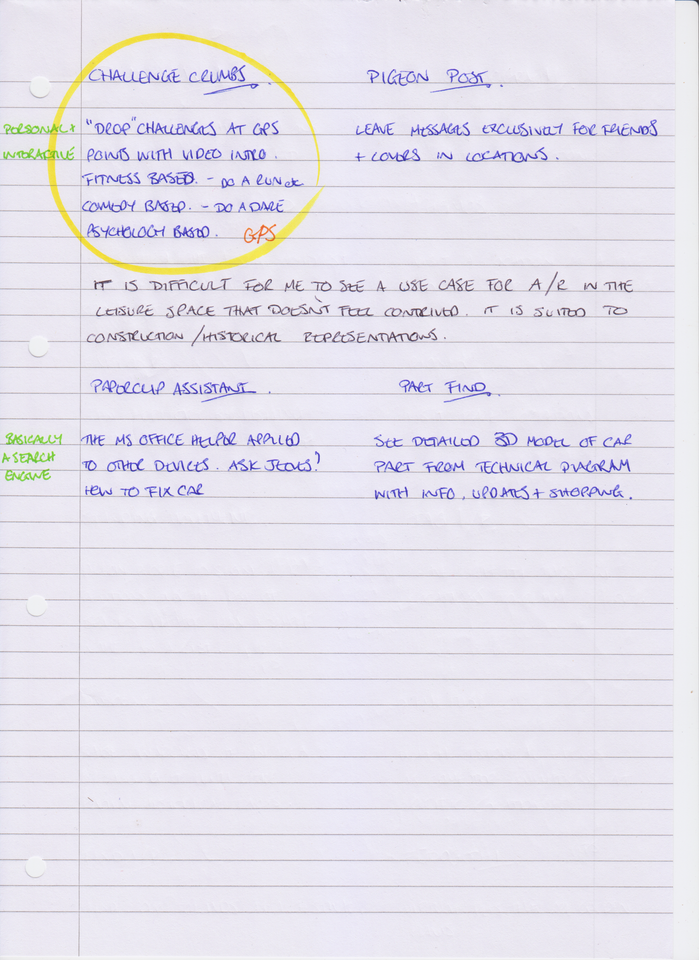 CHALLENGE CRUMBS.
PERSONAL +
INTERACTIVE
"DROP" CHALLENGES AT GPS
POINTS WITH VIDEO INTRO.
FITNESS BASED. - DO A RUN
COMEDY BASED. - DO A DARE
PSYCHOLOGY BASED. GPS
PIGEON POST.
LEAVE MESSAGES EXCLUSIVELY FOR FRIENDS
+ LOVERS IN LOCATIONS.
IT IS DIFFICULT FOR ME TO SEE A USE CASE FOR A/R IN THE
LEISURE SPACE THAT DOESN'T FEEL CONTRIVED. IT IS SUITED TO
CONSTRUCTION/HISTORICAL REPRESENTATIONS.
PAPERCLIP ASSISTANT.
BASICALLY
A SEARCH
ENGINE
THE MS OFFICE HELPER APPLIED
TO OTHER DEVICES. ASK JEEVES?
HOW TO FIX CAR
PART FIND.
SEE DETAILED 3D MODEL OF CAR
PART FROM TECHNICAL DIAGRAM
WITH INFO, UPDATES + SHOPPING.